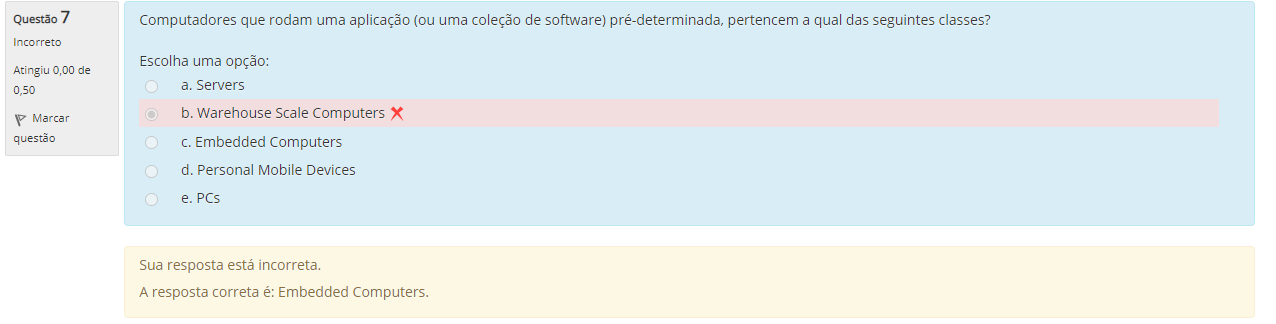 Questão 7
Incorreto
Atingiu 0,00 de
0,50
Marcar
questão
Computadores que rodam uma aplicação (ou uma coleção de software) pré-determinada, pertencem a qual das seguintes classes?
Escolha uma opção:
a. Servers
b. Warehouse Scale Computers
c. Embedded Computers
d. Personal Mobile Devices
e. PCs
Sua resposta está incorreta.
A resposta correta é: Embedded Computers.